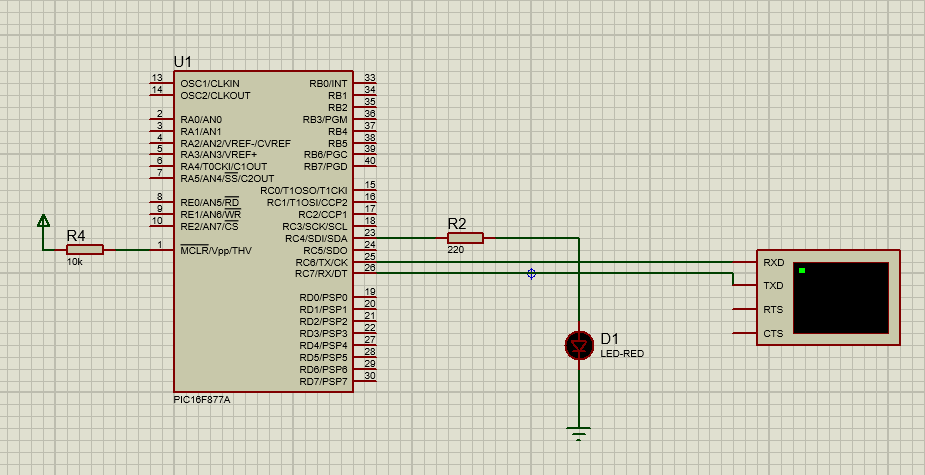 U1
13 OSC1/CLKIN RB0/INT 33
14 OSC2/CLKOUT RB1 34
RB2 35
2 RA0/AN0 RB3/PGM 36
3 RA1/AN1 RB4 37
4 RA2/AN2/VREF-/CVREF RB5 38
5 RA3/AN3/VREF+ RB6/PGC 39
6 RA4/T0CKI/C1OUT RB7/PGD 40
7 RA5/AN4/SS/C2OUT
RC0/T1OSO/T1CKI 15
8 RE0/AN5/RD RC1/T1OSI/CCP2 16
9 RE1/AN6/WR RC2/CCP1 17
10 RE2/AN7/CS RC3/SCK/SCL 18
RC4/SDI/SDA 23
1 MCLR/Vpp/THV RC5/SDO 24
RC6/TX/CK 25
RC7/RX/DT 26
RD0/PSP0 19
RD1/PSP1 20
RD2/PSP2 21
RD3/PSP3 22
RD4/PSP4 27
RD5/PSP5 28
RD6/PSP6 29
RD7/PSP7 30
PIC16F877A
R4
10k
R2
220
D1
LED-RED
RXD
TXD
RTS
CTS